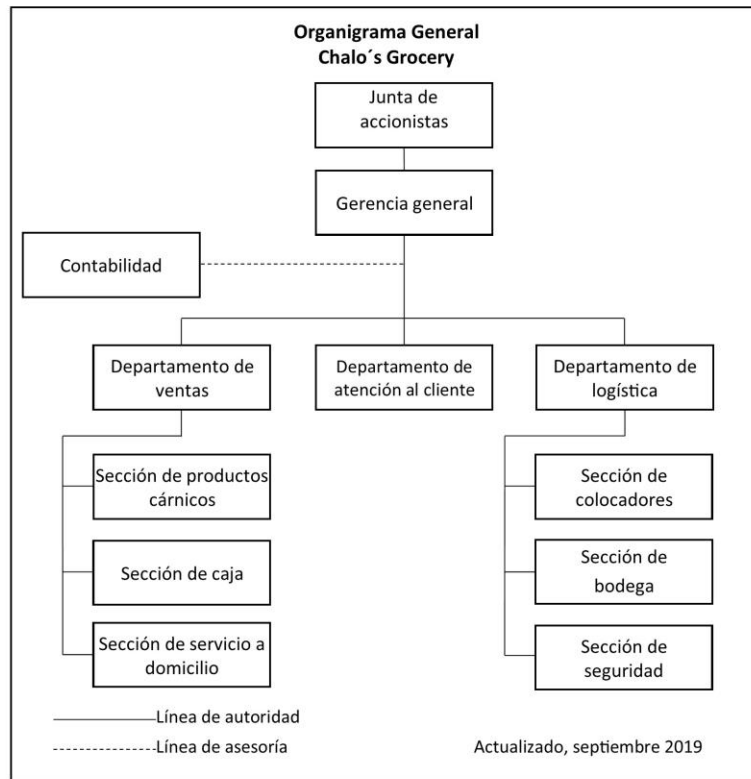 Organigrama General
Chalo´s Grocery
Junta de
accionistas
Gerencia general
Contabilidad
Departamento de
ventas
Departamento de
atención al cliente
Departamento de
logística
Sección de productos
cárnicos
Sección de colocadores
Sección de caja
Sección de
bodega
Sección de servicio a
domicilio
Sección de
seguridad
Línea de autoridad
Línea de asesoría
Actualizado, septiembre 2019